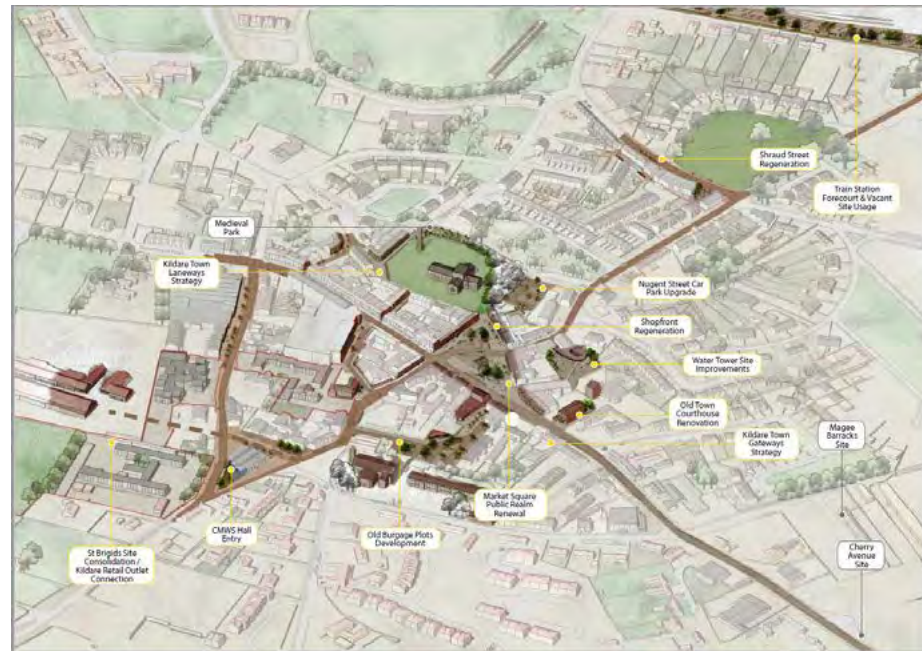 Shraud Street
Regeneration
Train Station
Forecourt & Vacant
Site Usage
Medieval
Park
Kildare Town
Laneways
Strategy
Nugent Street Car
Park Upgrade
Shopfront
Regeneration
Water Tower Site
Improvements
Old Town
Courthouse
Renovation
Kildare Town
Gateways
Strategy
Magee
Barracks
Site
Market Square
Public Realm
Renewal
CMWS Hall
Entry
Old Burgage Plots
Development
St Brigids Site
Consolidation /
Kildare Retail Outlet
Connection
Cherry
Avenue
Site